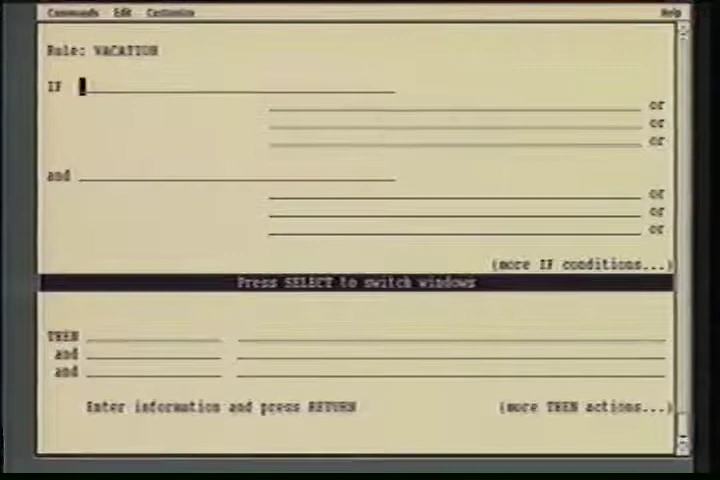 Commands Edit Customize Help
Rule: VACATION
IF
or
or
or
and
or
or
or
(more IF conditions...)
Press SELECT to switch windows
THEN
and
and
Enter information and press RETURN (more THEN actions...)